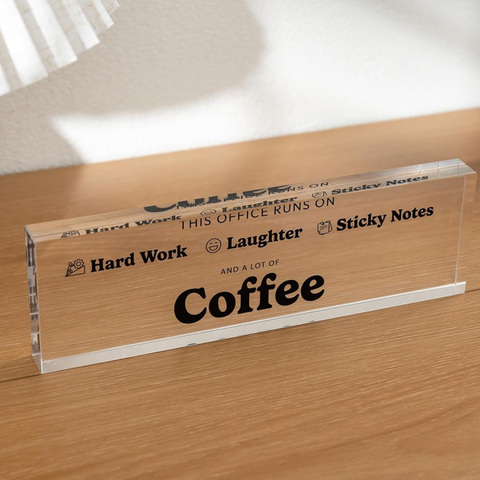 THIS OFFICE RUNS ON
Hard Work Laughter Sticky Notes
AND A LOT OF
Coffee